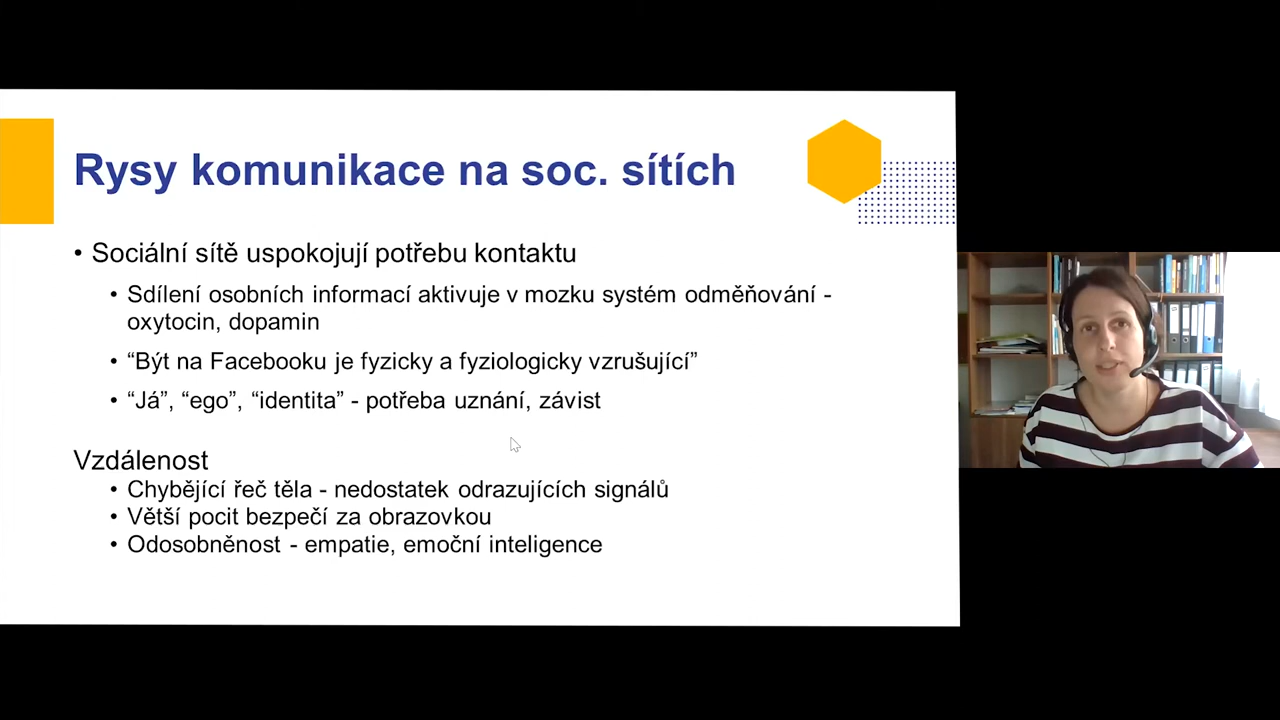 Rysy komunikace na soc. sítích
• Sociální sítě uspokojují potřebu kontaktu
• Sdílení osobních informací aktivuje v mozku systém odměňování -
oxytocin, dopamin
• “Být na Facebooku je fyzicky a fyziologicky vzrušující”
• “Já”, “ego”, “identita” - potřeba uznání, závist
Vzdálenost
• Chybějící řeč těla - nedostatek odrazujících signálů
• Větší pocit bezpečí za obrazovkou
• Odosobněnost - empatie, emoční inteligence